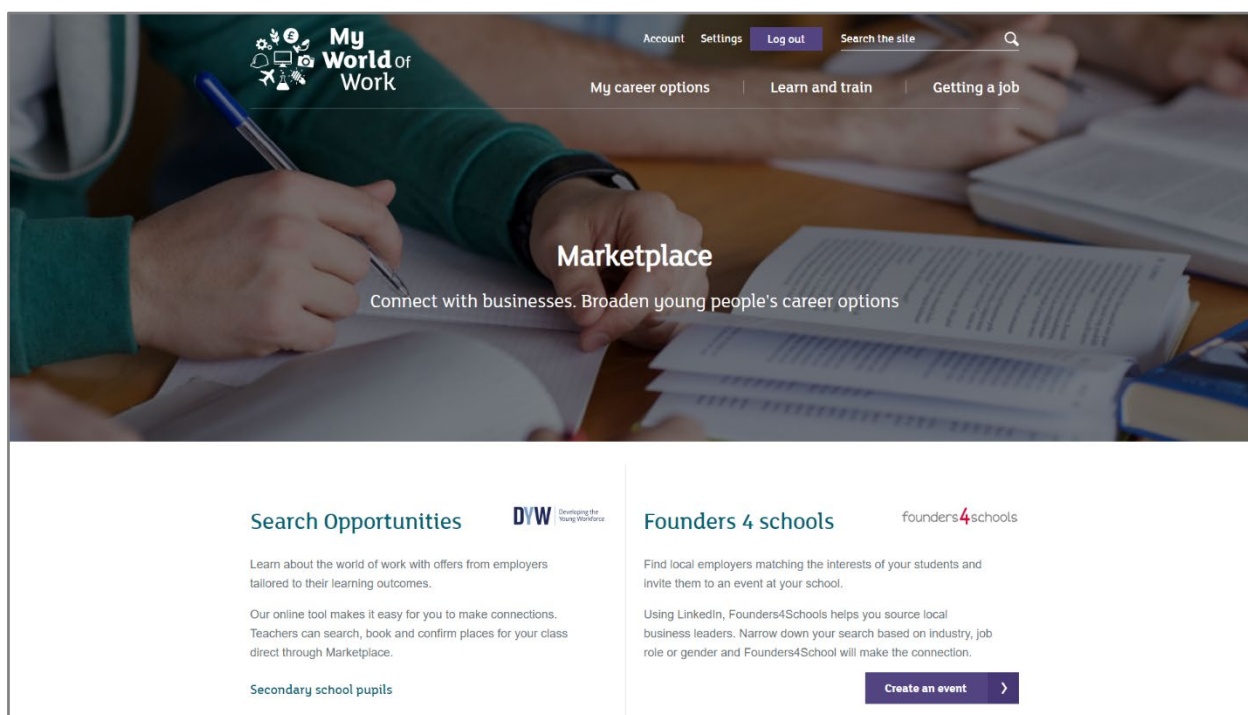 My
World of
Work
Account Settings Log out Search the site
My career options Learn and train Getting a job
Marketplace
Connect with businesses. Broaden young people's career options
Search Opportunities
DYW Developing the
Young Workforce
Learn about the world of work with offers from employers
tailored to their learning outcomes.
Our online tool makes it easy for you to make connections.
Teachers can search, book and confirm places for your class
direct through Marketplace.
Secondary school pupils
Founders 4 schools
founders4schools
Find local employers matching the interests of your students and
invite them to an event at your school.
Using LinkedIn, Founders4Schools helps you source local
business leaders. Narrow down your search based on industry, job
role or gender and Founders4School will make the connection.
Create an event